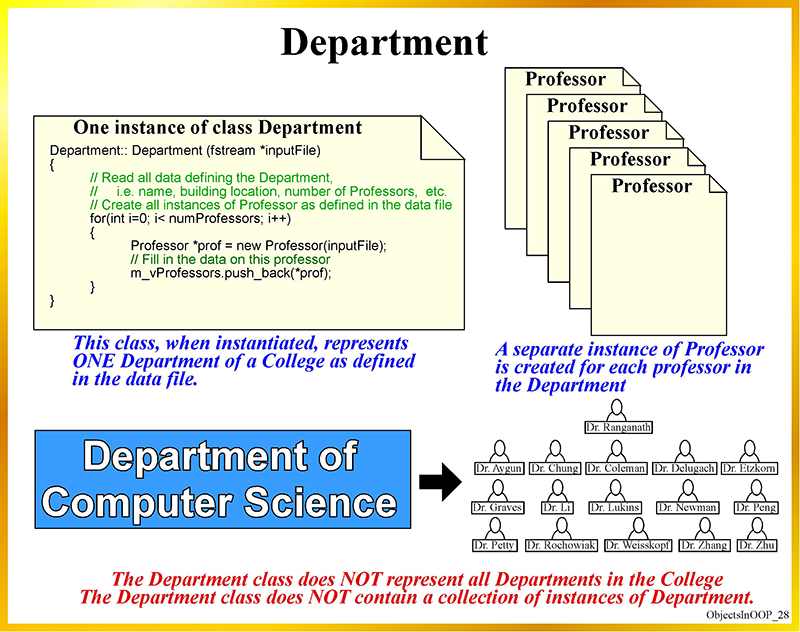 Department
One instance of class Department
Department:: Department (fstream *inputFile)
{
// Read all data defining the Department,
// i.e. name, building location, number of Professors, etc.
// Create all instances of Professor as defined in the data file
for(int i=0; i< numProfessors; i++)
{
Professor *prof = new Professor(inputFile);
// Fill in the data on this professor
m_vProfessors.push_back(*prof);
}
}
This class, when instantiated, represents
ONE Department of a College as defined
in the data file.
Professor
Professor
Professor
Professor
Professor
A separate instance of Professor
is created for each professor in
the Department
Department of
Computer Science
Dr. Ranganath
Dr. Aygun Dr. Chung Dr. Coleman Dr. Delugach Dr. Etzkorn
Dr. Graves Dr. Li Dr. Lukins Dr. Newman Dr. Peng
Dr. Petty Dr. Rochowiak Dr. Weisskopf Dr. Zhang Dr. Zhu
The Department class does NOT represent all Departments in the College
The Department class does NOT contain a collection of instances of Department.
ObjectsInOOP_28